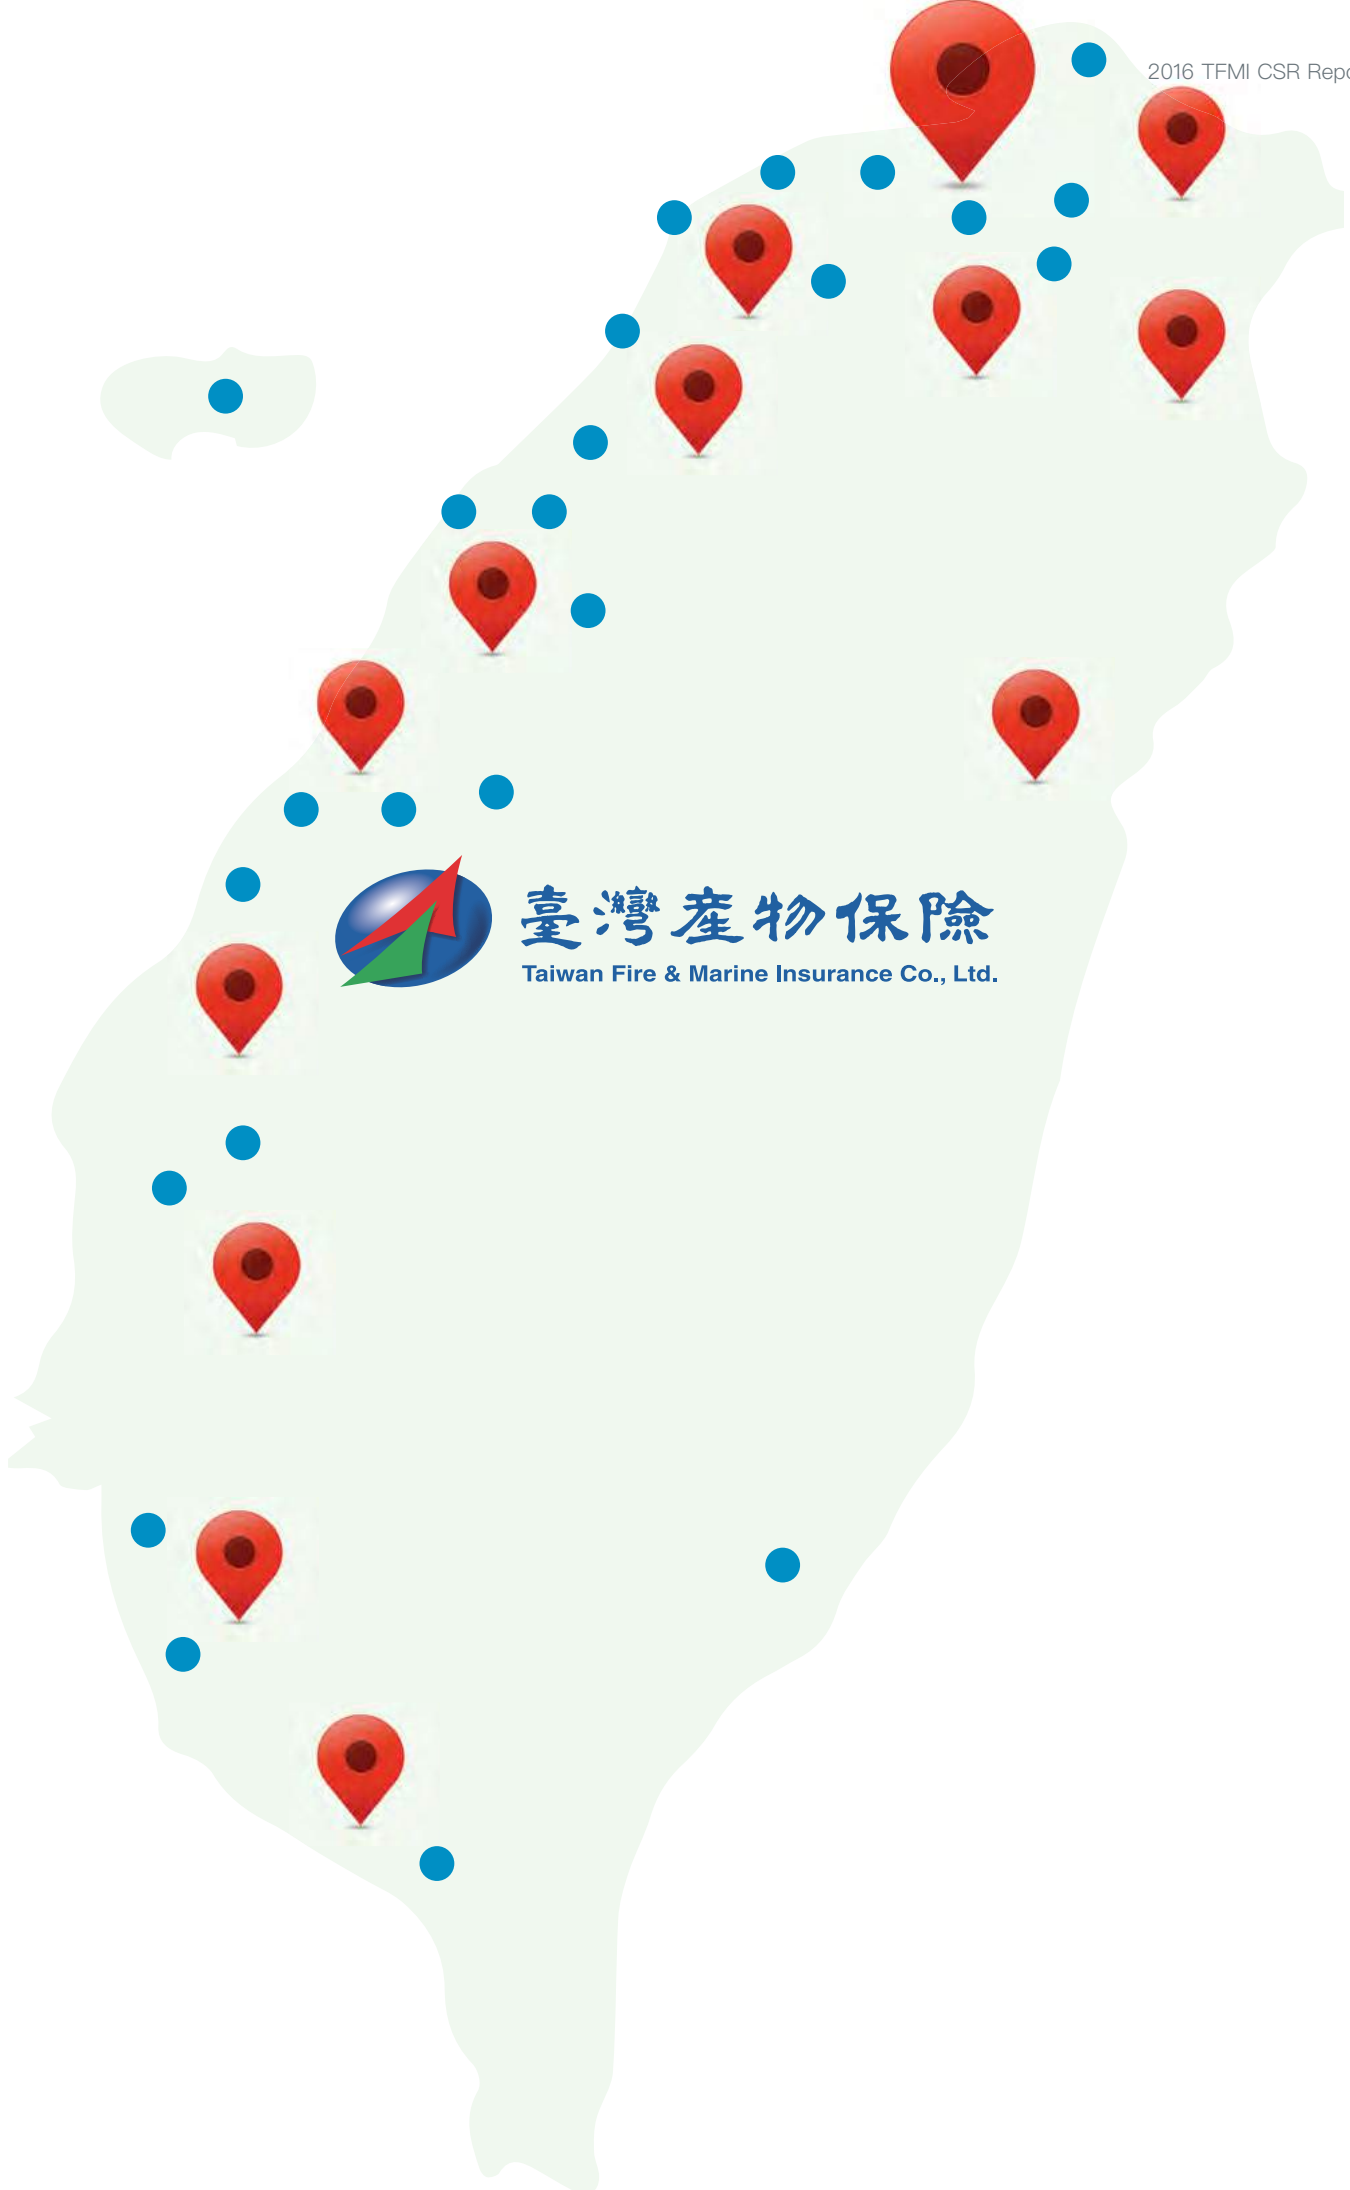 2016 TFMI CSR Repo
臺灣產物保險
Taiwan Fire & Marine Insurance Co., Ltd.